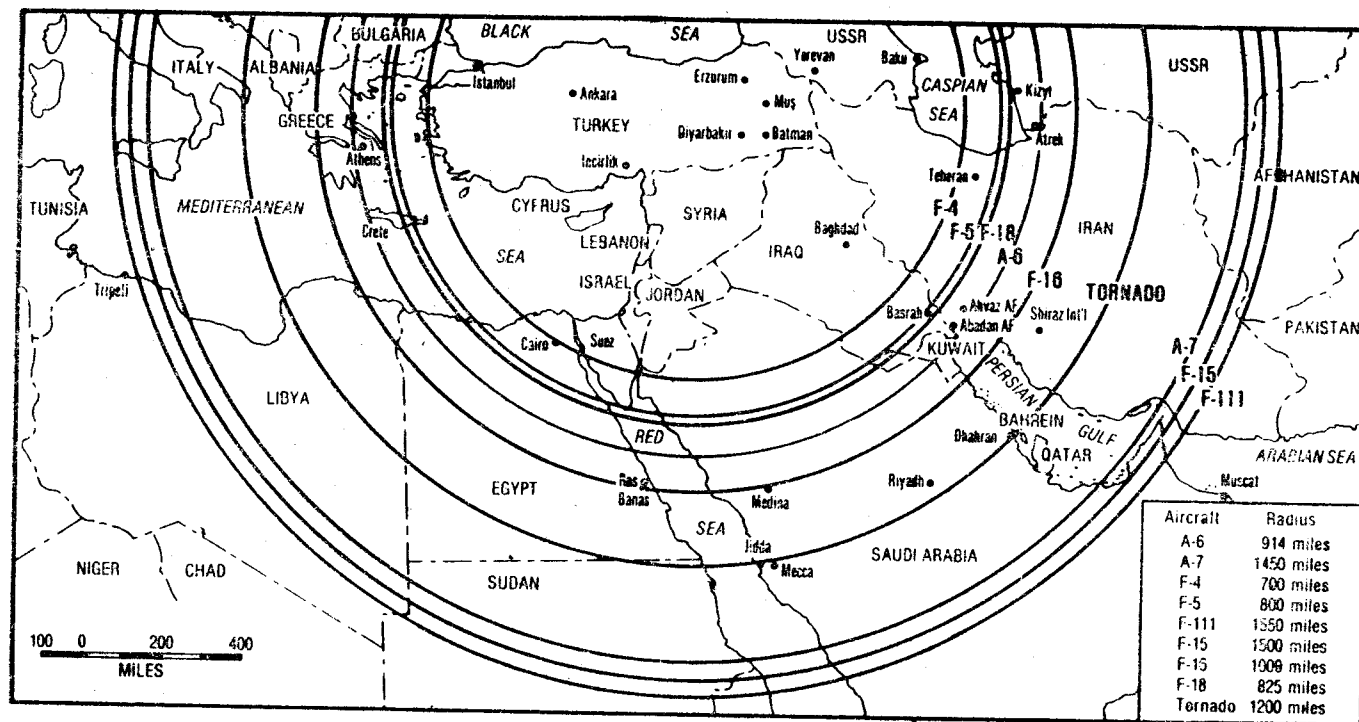 BULGARIA
BLACK
SEA
USSR
ITALY
ALBANIA
Istanbul
Ankara
Erzurum
Yerevan
Baku
CASPIAN
SEA
Kizyl
USSR
Muş
GREECE
TURKEY
Diyarbakir
Batman
Atrek
Athens
Incirlik
Teheran
AFGHANISTAN
TUNISIA
MEDITERRANEAN
CYPRUS
SYRIA
F-4
Crete
LEBANON
Baghdad
F-5
F-18
IRAN
SEA
IRAQ
A-6
ISRAEL
JORDAN
F-16
TORNADO
Tripoli
Basrah
Ahvaz AF
Abadan AF
Shiraz Int'l
PAKISTAN
Cairo
Suez
KUWAIT
A-7
PERSIAN
F-15
LIBYA
F-111
RED
BAHREIN
GULF
Dhahran
QATAR
ARABIAN SEA
EGYPT
Ras
Banas
Medina
Riyadh
Muscat
SEA
Jidda
SAUDI ARABIA
NIGER
CHAD
SUDAN
Mecca
100 0 200 400
MILES
Aircraft Radius
A-6 914 miles
A-7 1450 miles
F-4 700 miles
F-5 800 miles
F-111 1550 miles
F-15 1500 miles
F-15 1000 miles
F-18 825 miles
Tornado 1200 miles